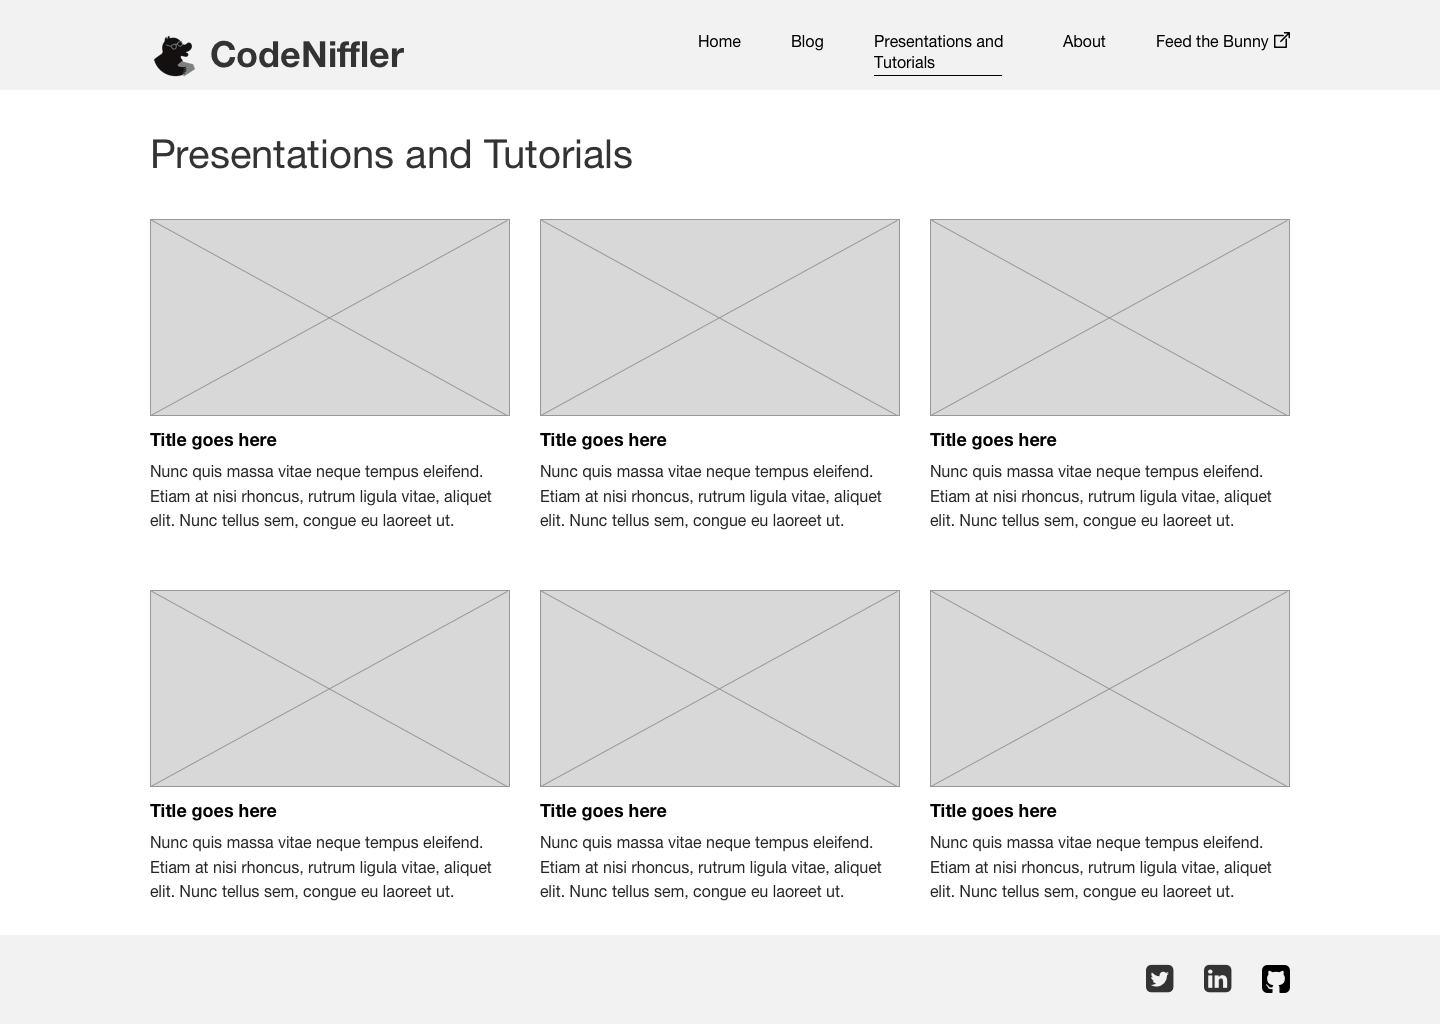 CodeNiffler
Home
Blog
Presentations and
Tutorials
About
Feed the Bunny
Presentations and Tutorials
Title goes here
Nunc quis massa vitae neque tempus eleifend.
Etiam at nisi rhoncus, rutrum ligula vitae, aliquet
elit. Nunc tellus sem, congue eu laoreet ut.
Title goes here
Nunc quis massa vitae neque tempus eleifend.
Etiam at nisi rhoncus, rutrum ligula vitae, aliquet
elit. Nunc tellus sem, congue eu laoreet ut.
Title goes here
Nunc quis massa vitae neque tempus eleifend.
Etiam at nisi rhoncus, rutrum ligula vitae, aliquet
elit. Nunc tellus sem, congue eu laoreet ut.
Title goes here
Nunc quis massa vitae neque tempus eleifend.
Etiam at nisi rhoncus, rutrum ligula vitae, aliquet
elit. Nunc tellus sem, congue eu laoreet ut.
Title goes here
Nunc quis massa vitae neque tempus eleifend.
Etiam at nisi rhoncus, rutrum ligula vitae, aliquet
elit. Nunc tellus sem, congue eu laoreet ut.
Title goes here
Nunc quis massa vitae neque tempus eleifend.
Etiam at nisi rhoncus, rutrum ligula vitae, aliquet
elit. Nunc tellus sem, congue eu laoreet ut.
in